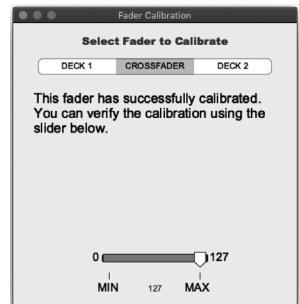 Fader Calibration
Select Fader to Calibrate
DECK 1 CROSSFADER DECK 2
This fader has successfully calibrated.
You can verify the calibration using the
slider below.
0 127
MIN 127 MAX